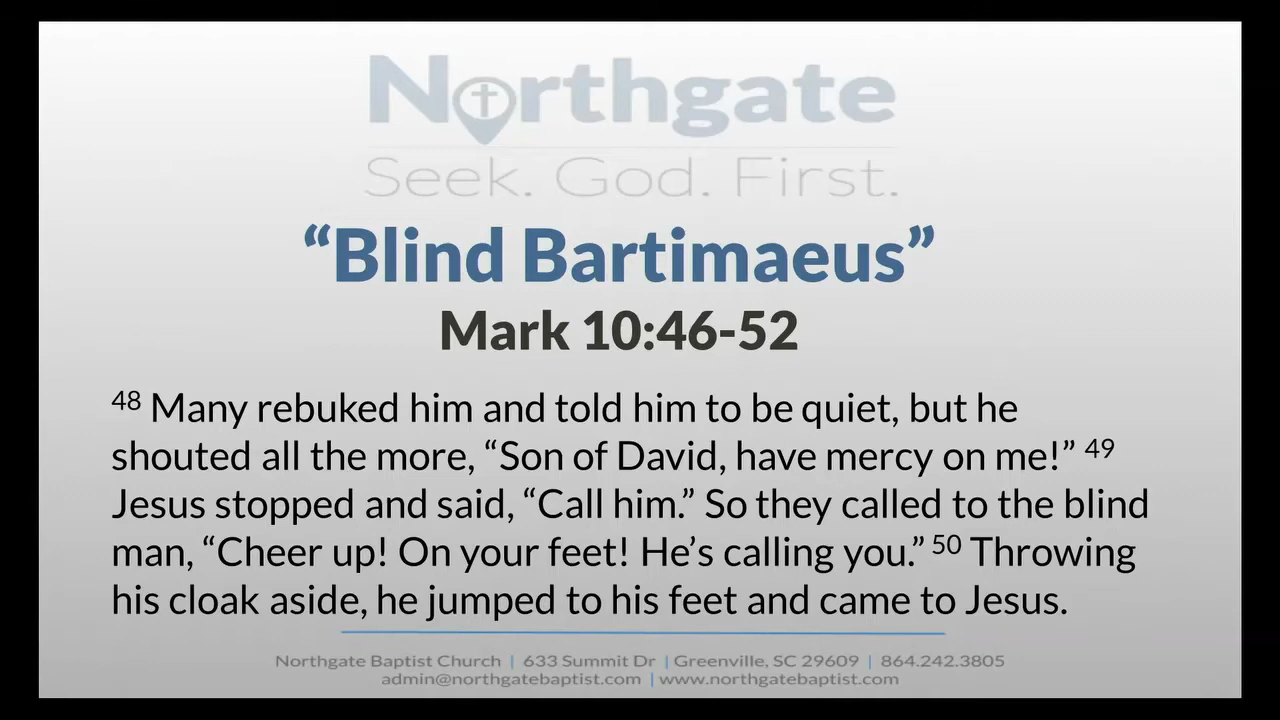 Northgate
Seek. God. First.
“Blind Bartimaeus”
Mark 10:46-52
48 Many rebuked him and told him to be quiet, but he
shouted all the more, “Son of David, have mercy on me!” 49
Jesus stopped and said, “Call him.” So they called to the blind
man, “Cheer up! On your feet! He’s calling you.” 50 Throwing
his cloak aside, he jumped to his feet and came to Jesus.
Northgate Baptist Church | 633 Summit Dr | Greenville, SC 29609 | 864.242.3805
admin@northgatebaptist.com | www.northgatebaptist.com